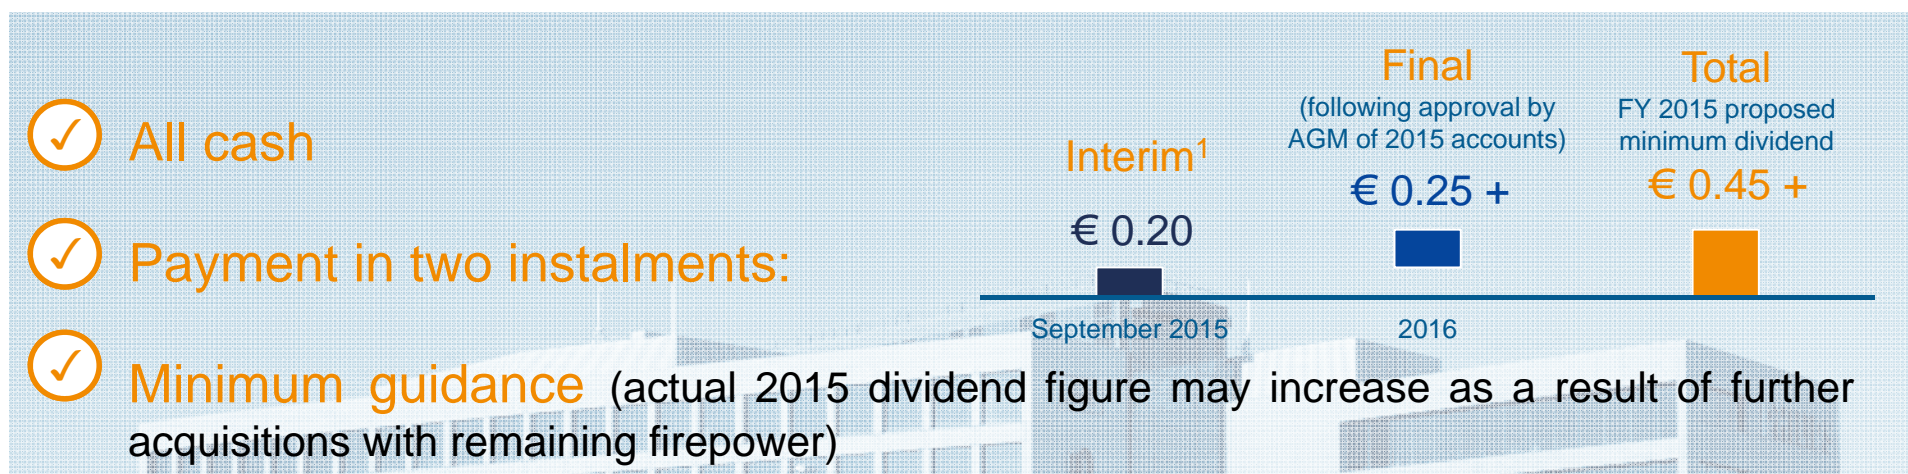 ✓ All cash
✓ Payment in two instalments:
Interim¹
€ 0.20
September 2015
Final
(following approval by
AGM of 2015 accounts)
€ 0.25 +
2016
Total
FY 2015 proposed
minimum dividend
€ 0.45 +
✓ Minimum guidance (actual 2015 dividend figure may increase as a result of further
acquisitions with remaining firepower)